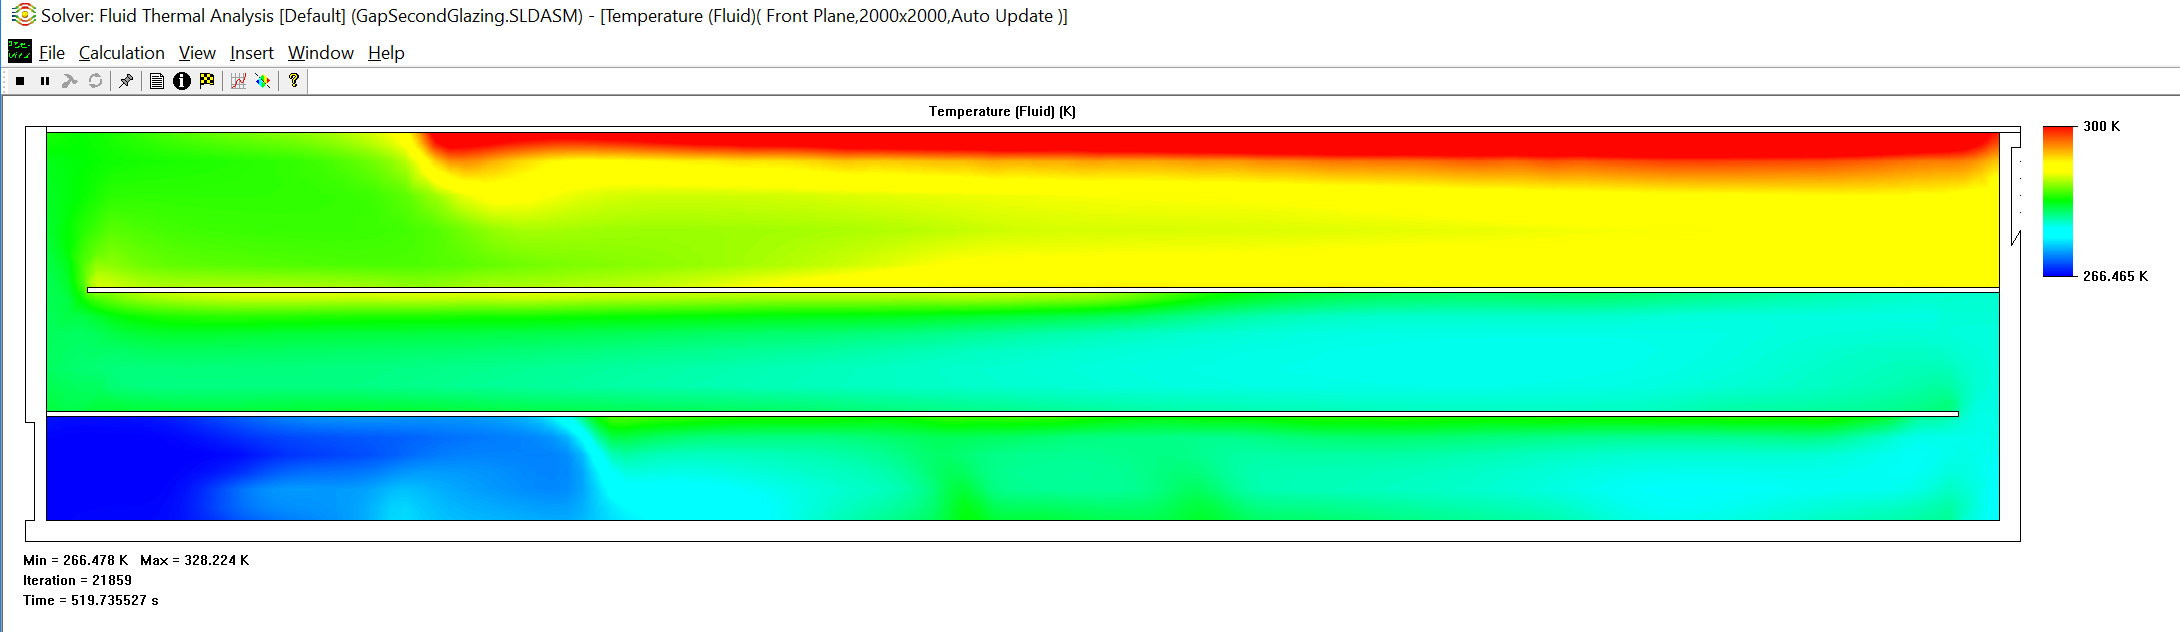 Solver: Fluid Thermal Analysis [Default] (GapSecondGlazing.SLDASM) - [Temperature (Fluid)( Front Plane,2000x2000,Auto Update )]
File Calculation View Insert Window Help
Temperature (Fluid) (K)
300 K
266.465 K
Min = 266.478 K Max = 328.224 K
Iteration = 21859
Time = 519.735527 s